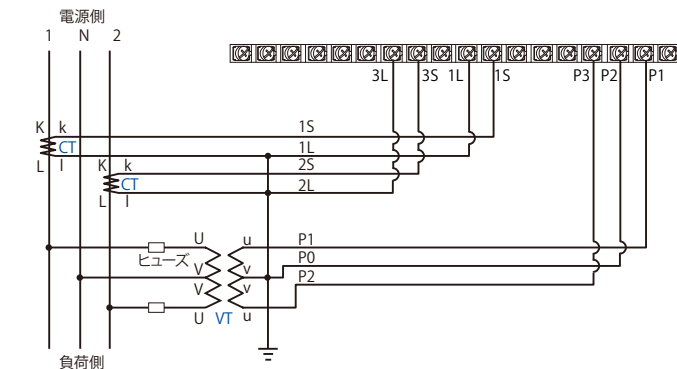 電源側
1 N 2
3L 3S 1L 1S P3 P2 P1
K k 1S
CT 1L
L l K k 2S
CT 2L
L l
U u P1
ヒューズ P0
V v P2
V v
U VT u
負荷側